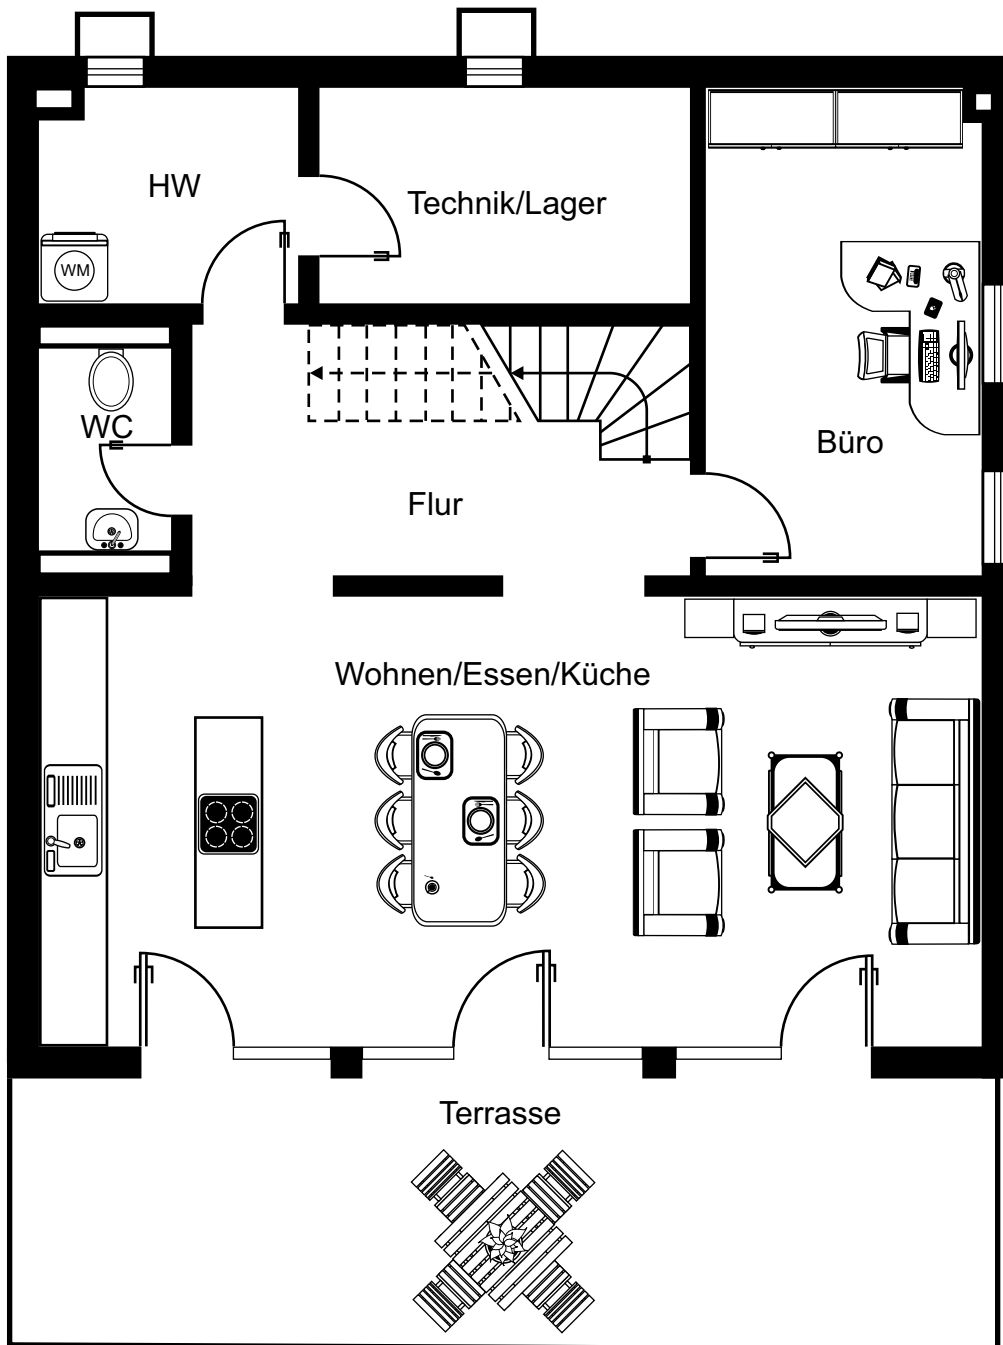 HW
Technik/Lager
WM
WC
Büro
Flur
Wohnen/Essen/Küche
Terrasse